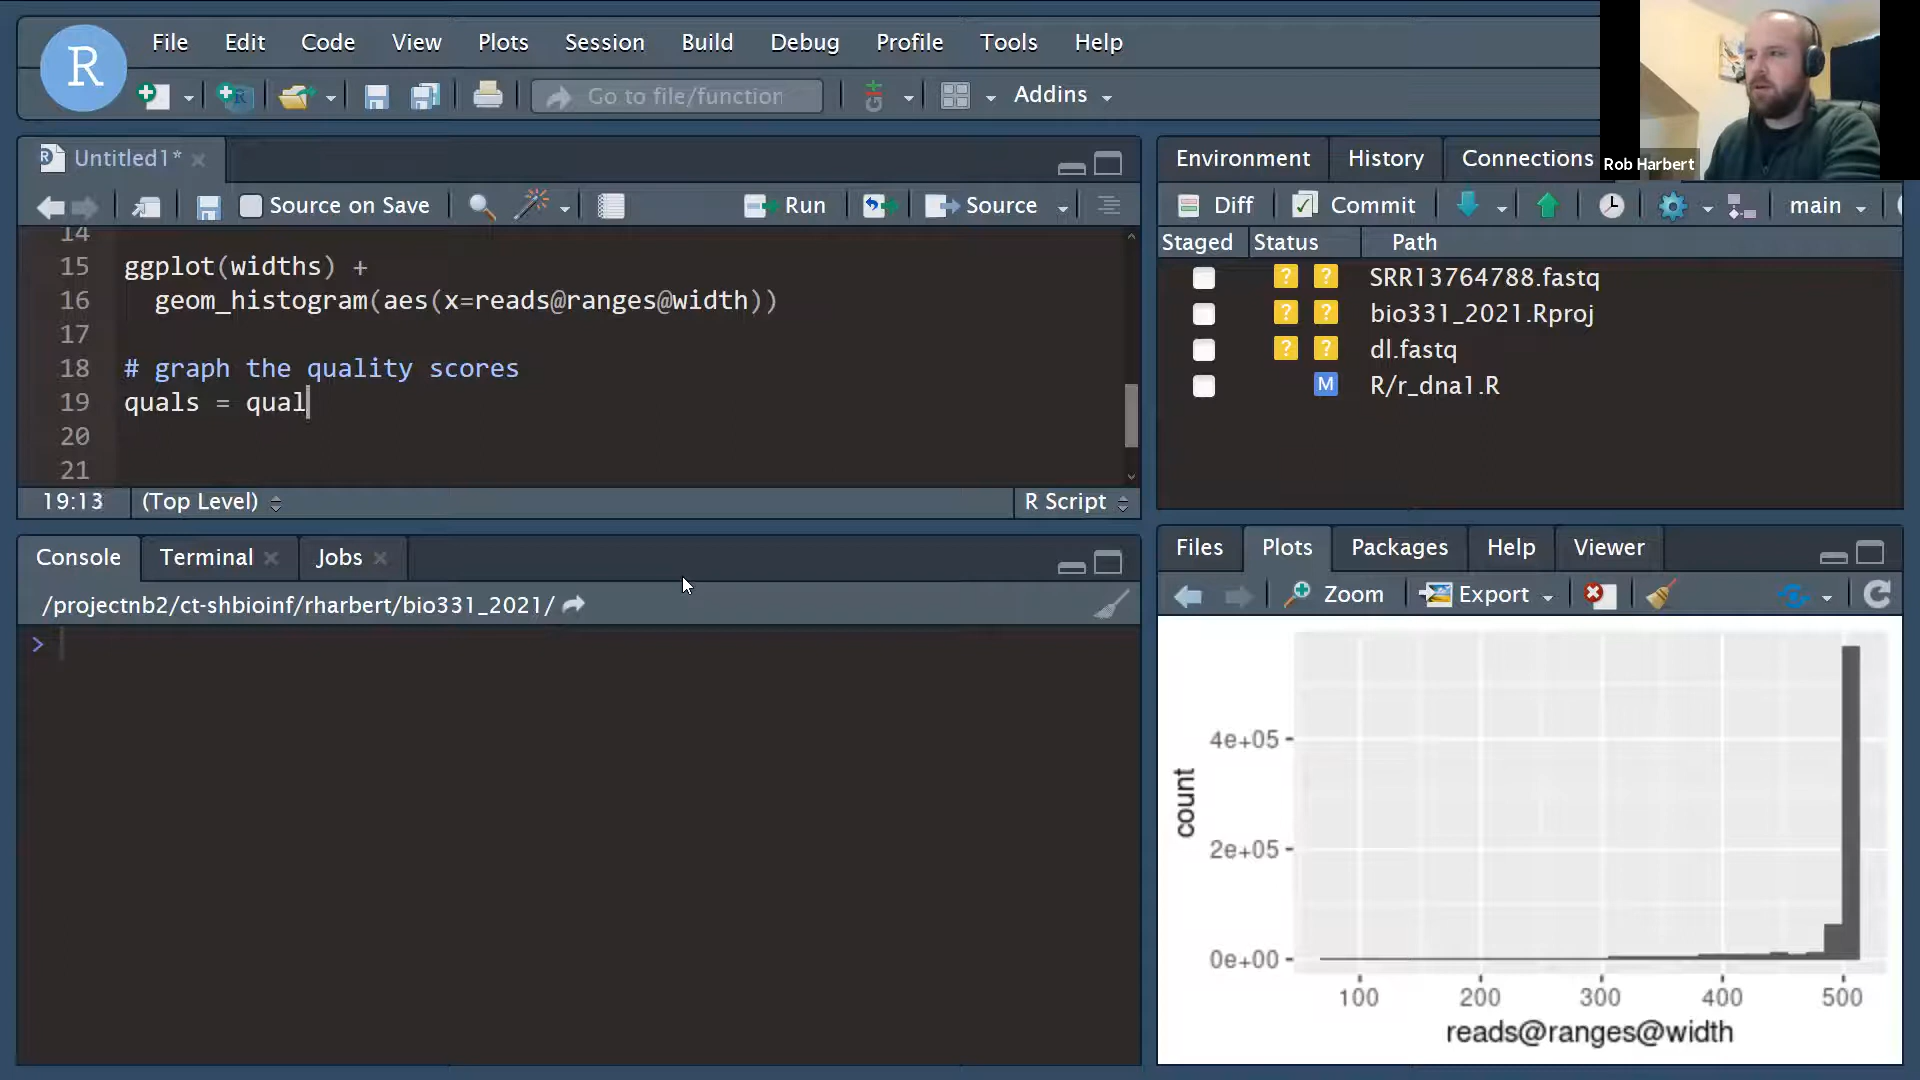 R
File Edit Code View Plots Session Build Debug Profile Tools Help
Go to file/function Addins
Rob Harbert
Untitled1*
Source on Save Run Source
14
15 ggplot(widths) +
16 geom_histogram(aes(x=reads@ranges@width))
17
18 # graph the quality scores
19 quals = qual
20
21
19:13 (Top Level) R Script
Environment History Connections
Diff Commit main
Staged Status Path
? ? SRR13764788.fastq
? ? bio331_2021.Rproj
? ? dl.fastq
M R/r_dna1.R
Console Terminal Jobs
/projectnb2/ct-shbioinf/rharbert/bio331_2021/
>
Files Plots Packages Help Viewer
Zoom Export
4e+05
2e+05
0e+00
count
100 200 300 400 500
reads@ranges@width